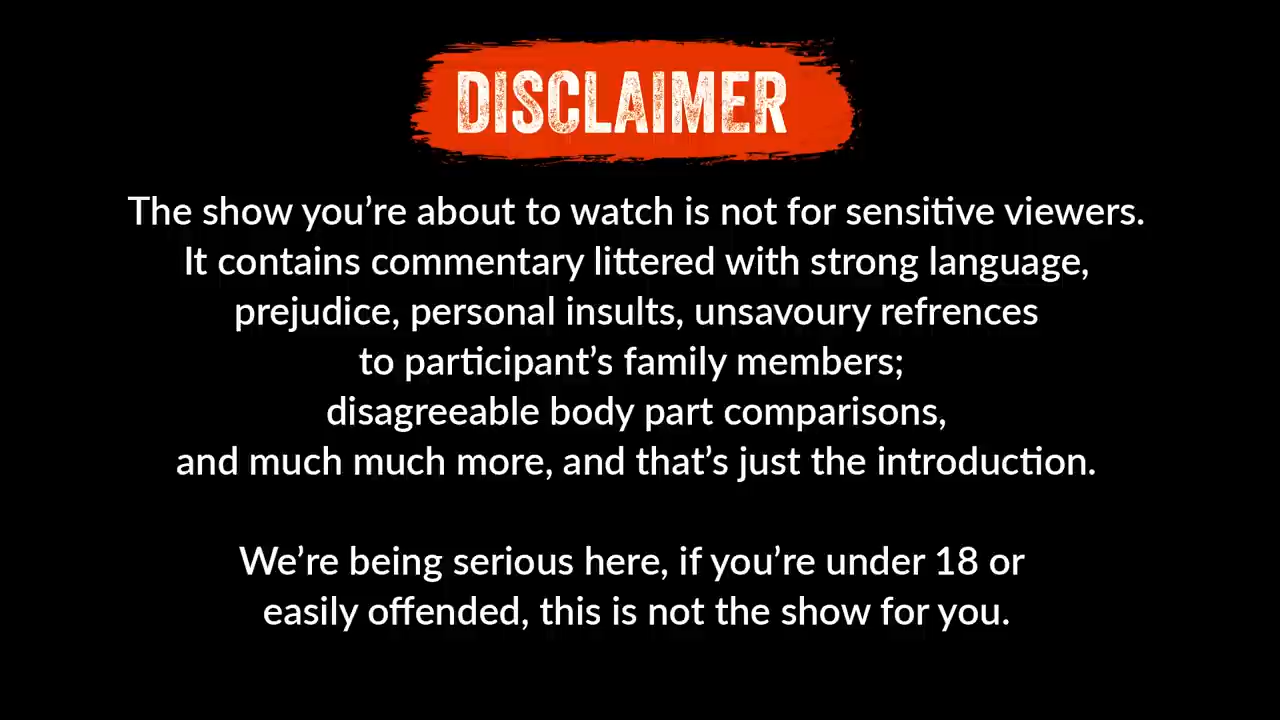 DISCLAIMER
The show you’re about to watch is not for sensitive viewers.
It contains commentary littered with strong language,
prejudice, personal insults, unsavoury refrences
to participant’s family members;
disagreeable body part comparisons,
and much much more, and that’s just the introduction.
We’re being serious here, if you’re under 18 or
easily offended, this is not the show for you.